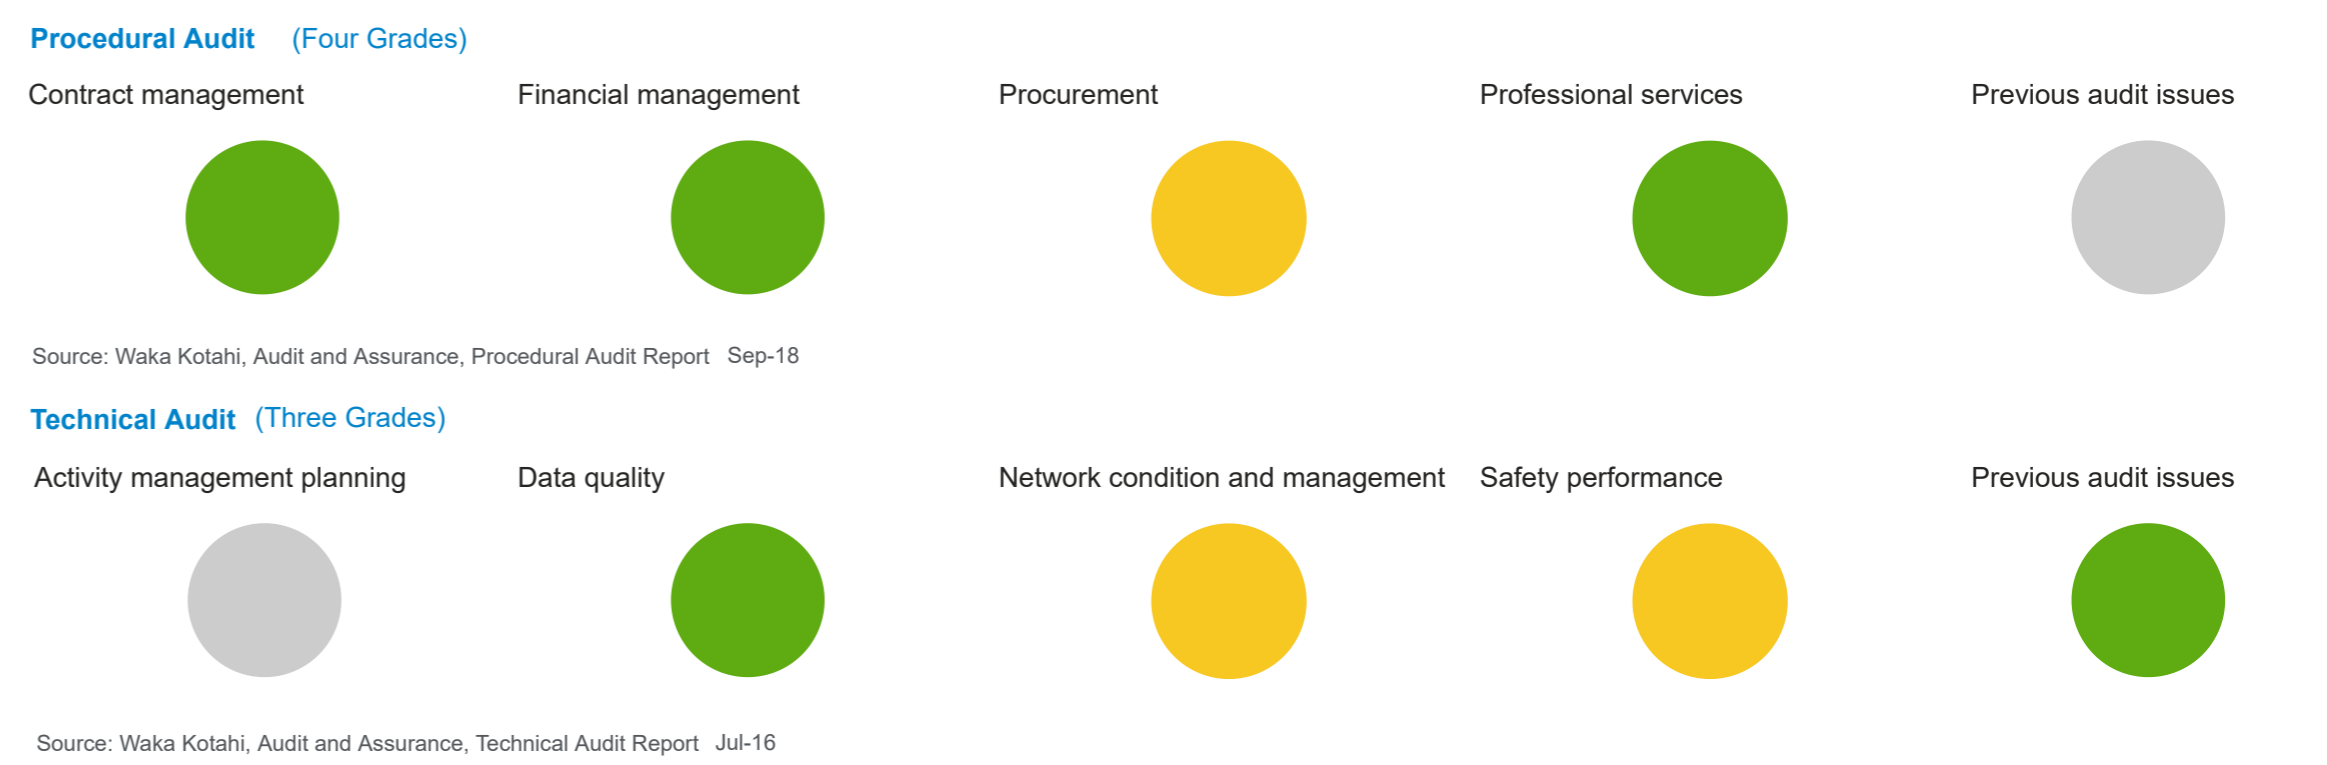 Procedural Audit (Four Grades)
Contract management
Financial management
Procurement
Professional services
Previous audit issues
Source: Waka Kotahi, Audit and Assurance, Procedural Audit Report Sep-18
Technical Audit (Three Grades)
Activity management planning
Data quality
Network condition and management
Safety performance
Previous audit issues
Source: Waka Kotahi, Audit and Assurance, Technical Audit Report Jul-16